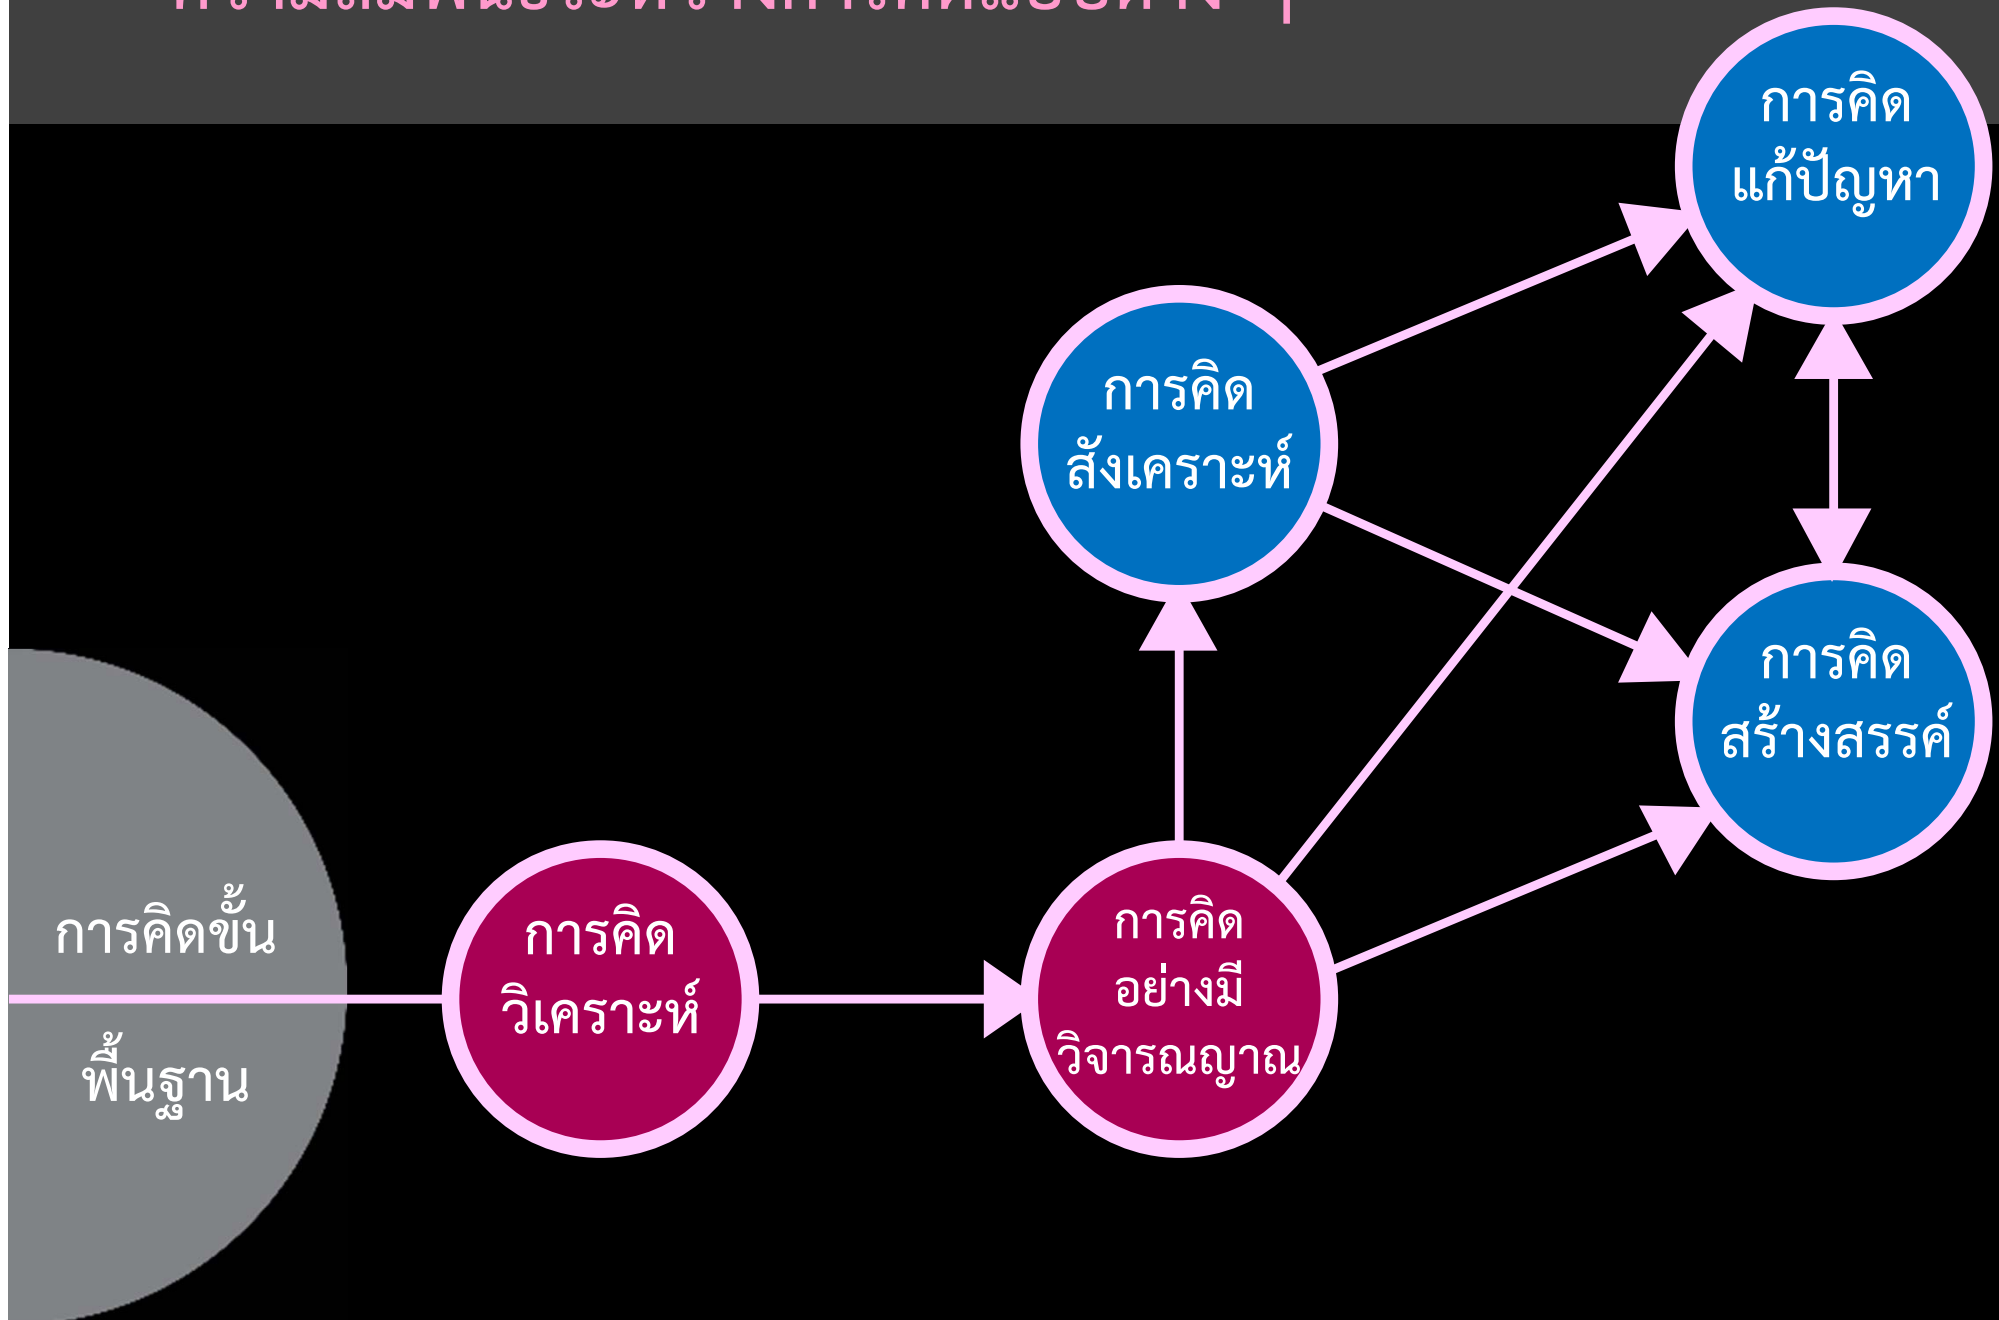 การคิด
แก้ปัญหา
การคิด
สังเคราะห์
การคิด
สร้างสรรค์
การคิดขั้น
พื้นฐาน
การคิด
วิเคราะห์
การคิด
อย่างมี
วิจารณญาณ